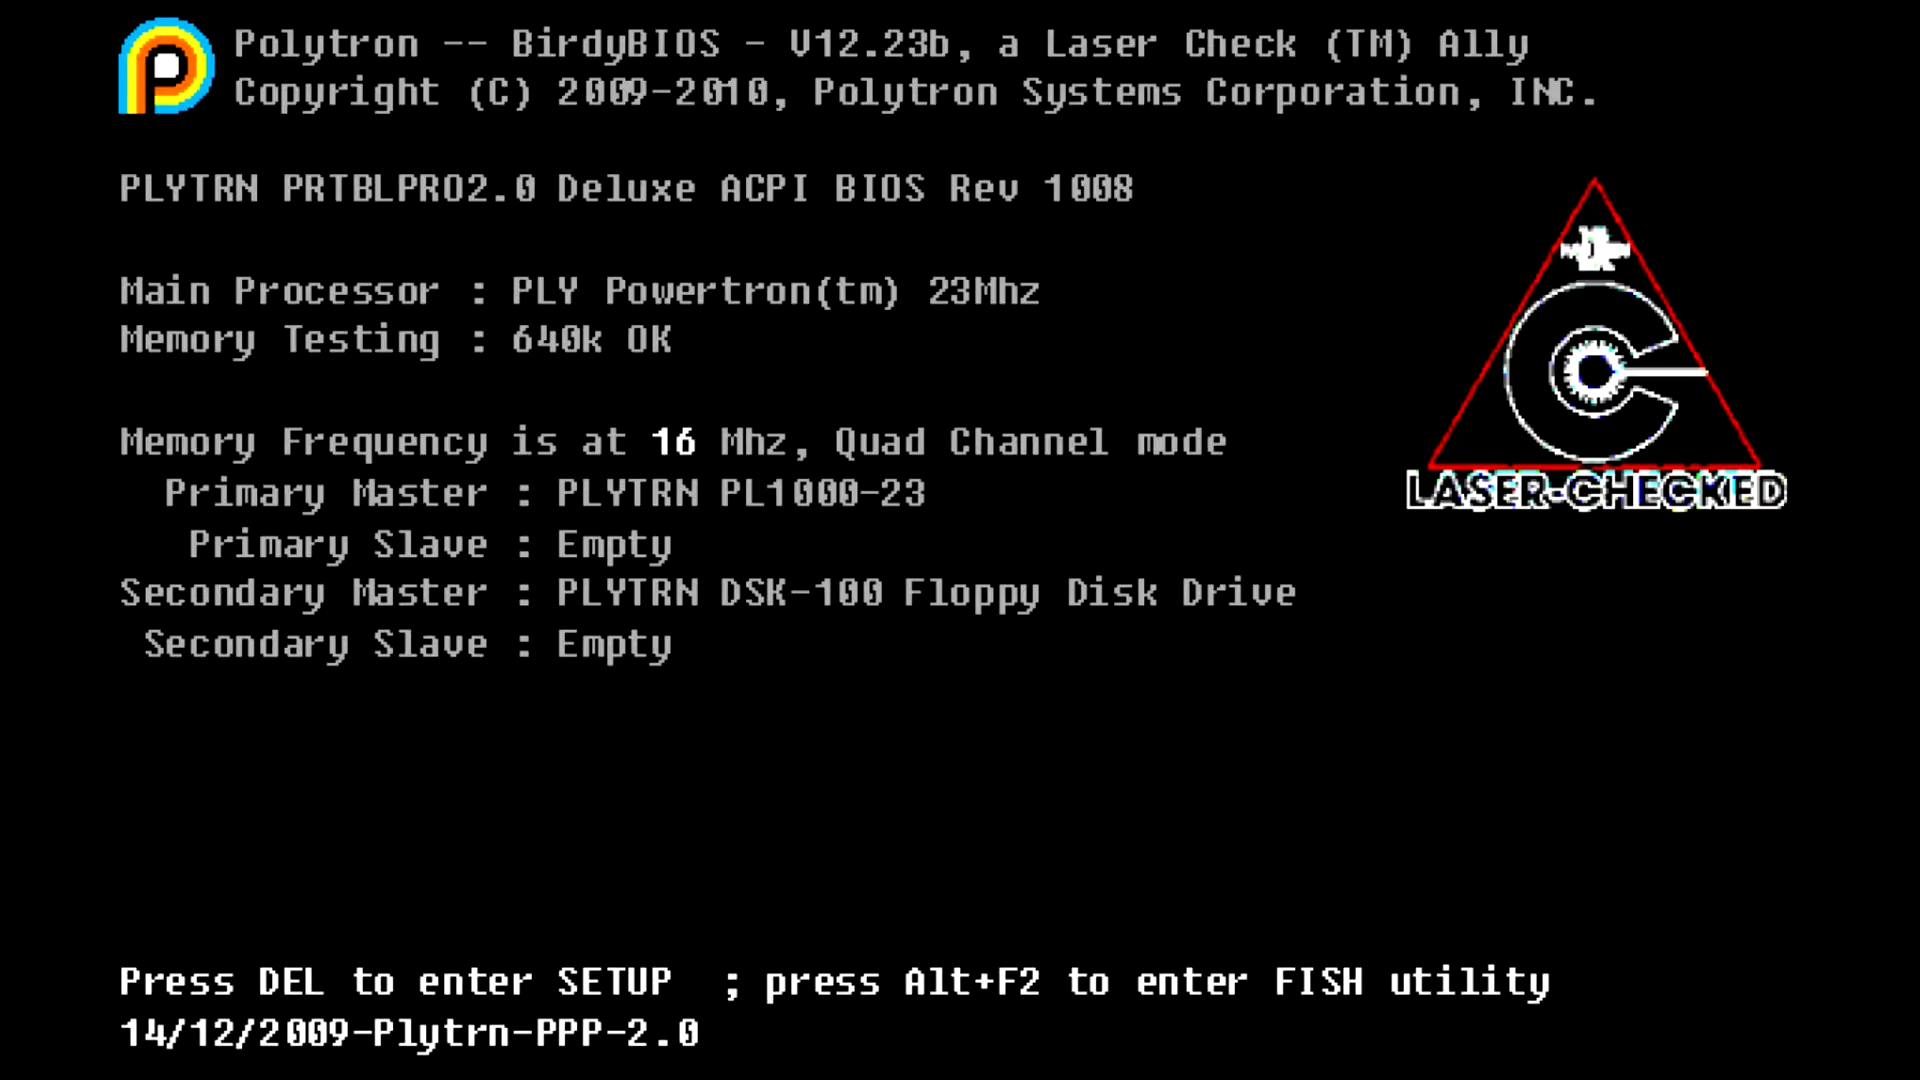 Polytron -- BirdyBIOS - V12.23b, a Laser Check (TM) Ally
Copyright (C) 2009-2010, Polytron Systems Corporation, INC.
PLYTRN PRTBLPRO2.0 Deluxe ACPI BIOS Rev 1008
Main Processor : PLY Powertron(tm) 23Mhz
Memory Testing : 640k OK
Memory Frequency is at 16 Mhz, Quad Channel mode
Primary Master : PLYTRN PL1000-23
Primary Slave : Empty
Secondary Master : PLYTRN DSK-100 Floppy Disk Drive
Secondary Slave : Empty
LASER-CHECKED
Press DEL to enter SETUP ; press Alt+F2 to enter FISH utility
14/12/2009-Plytrn-PPP-2.0